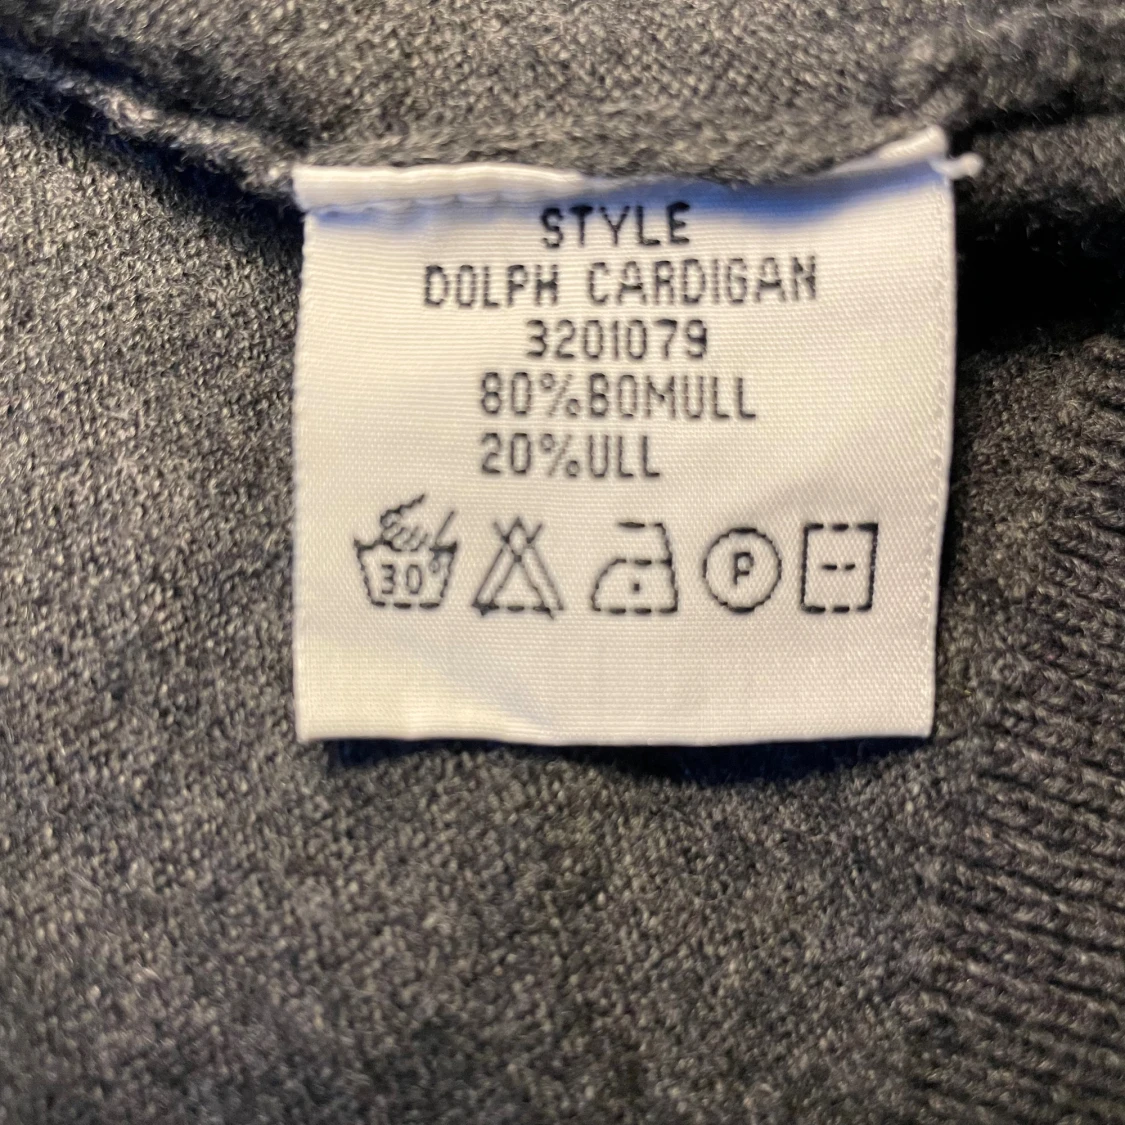 STYLE
DOLPH CARDIGAN
3201079
80%BOMULL
20%ULL
30° P